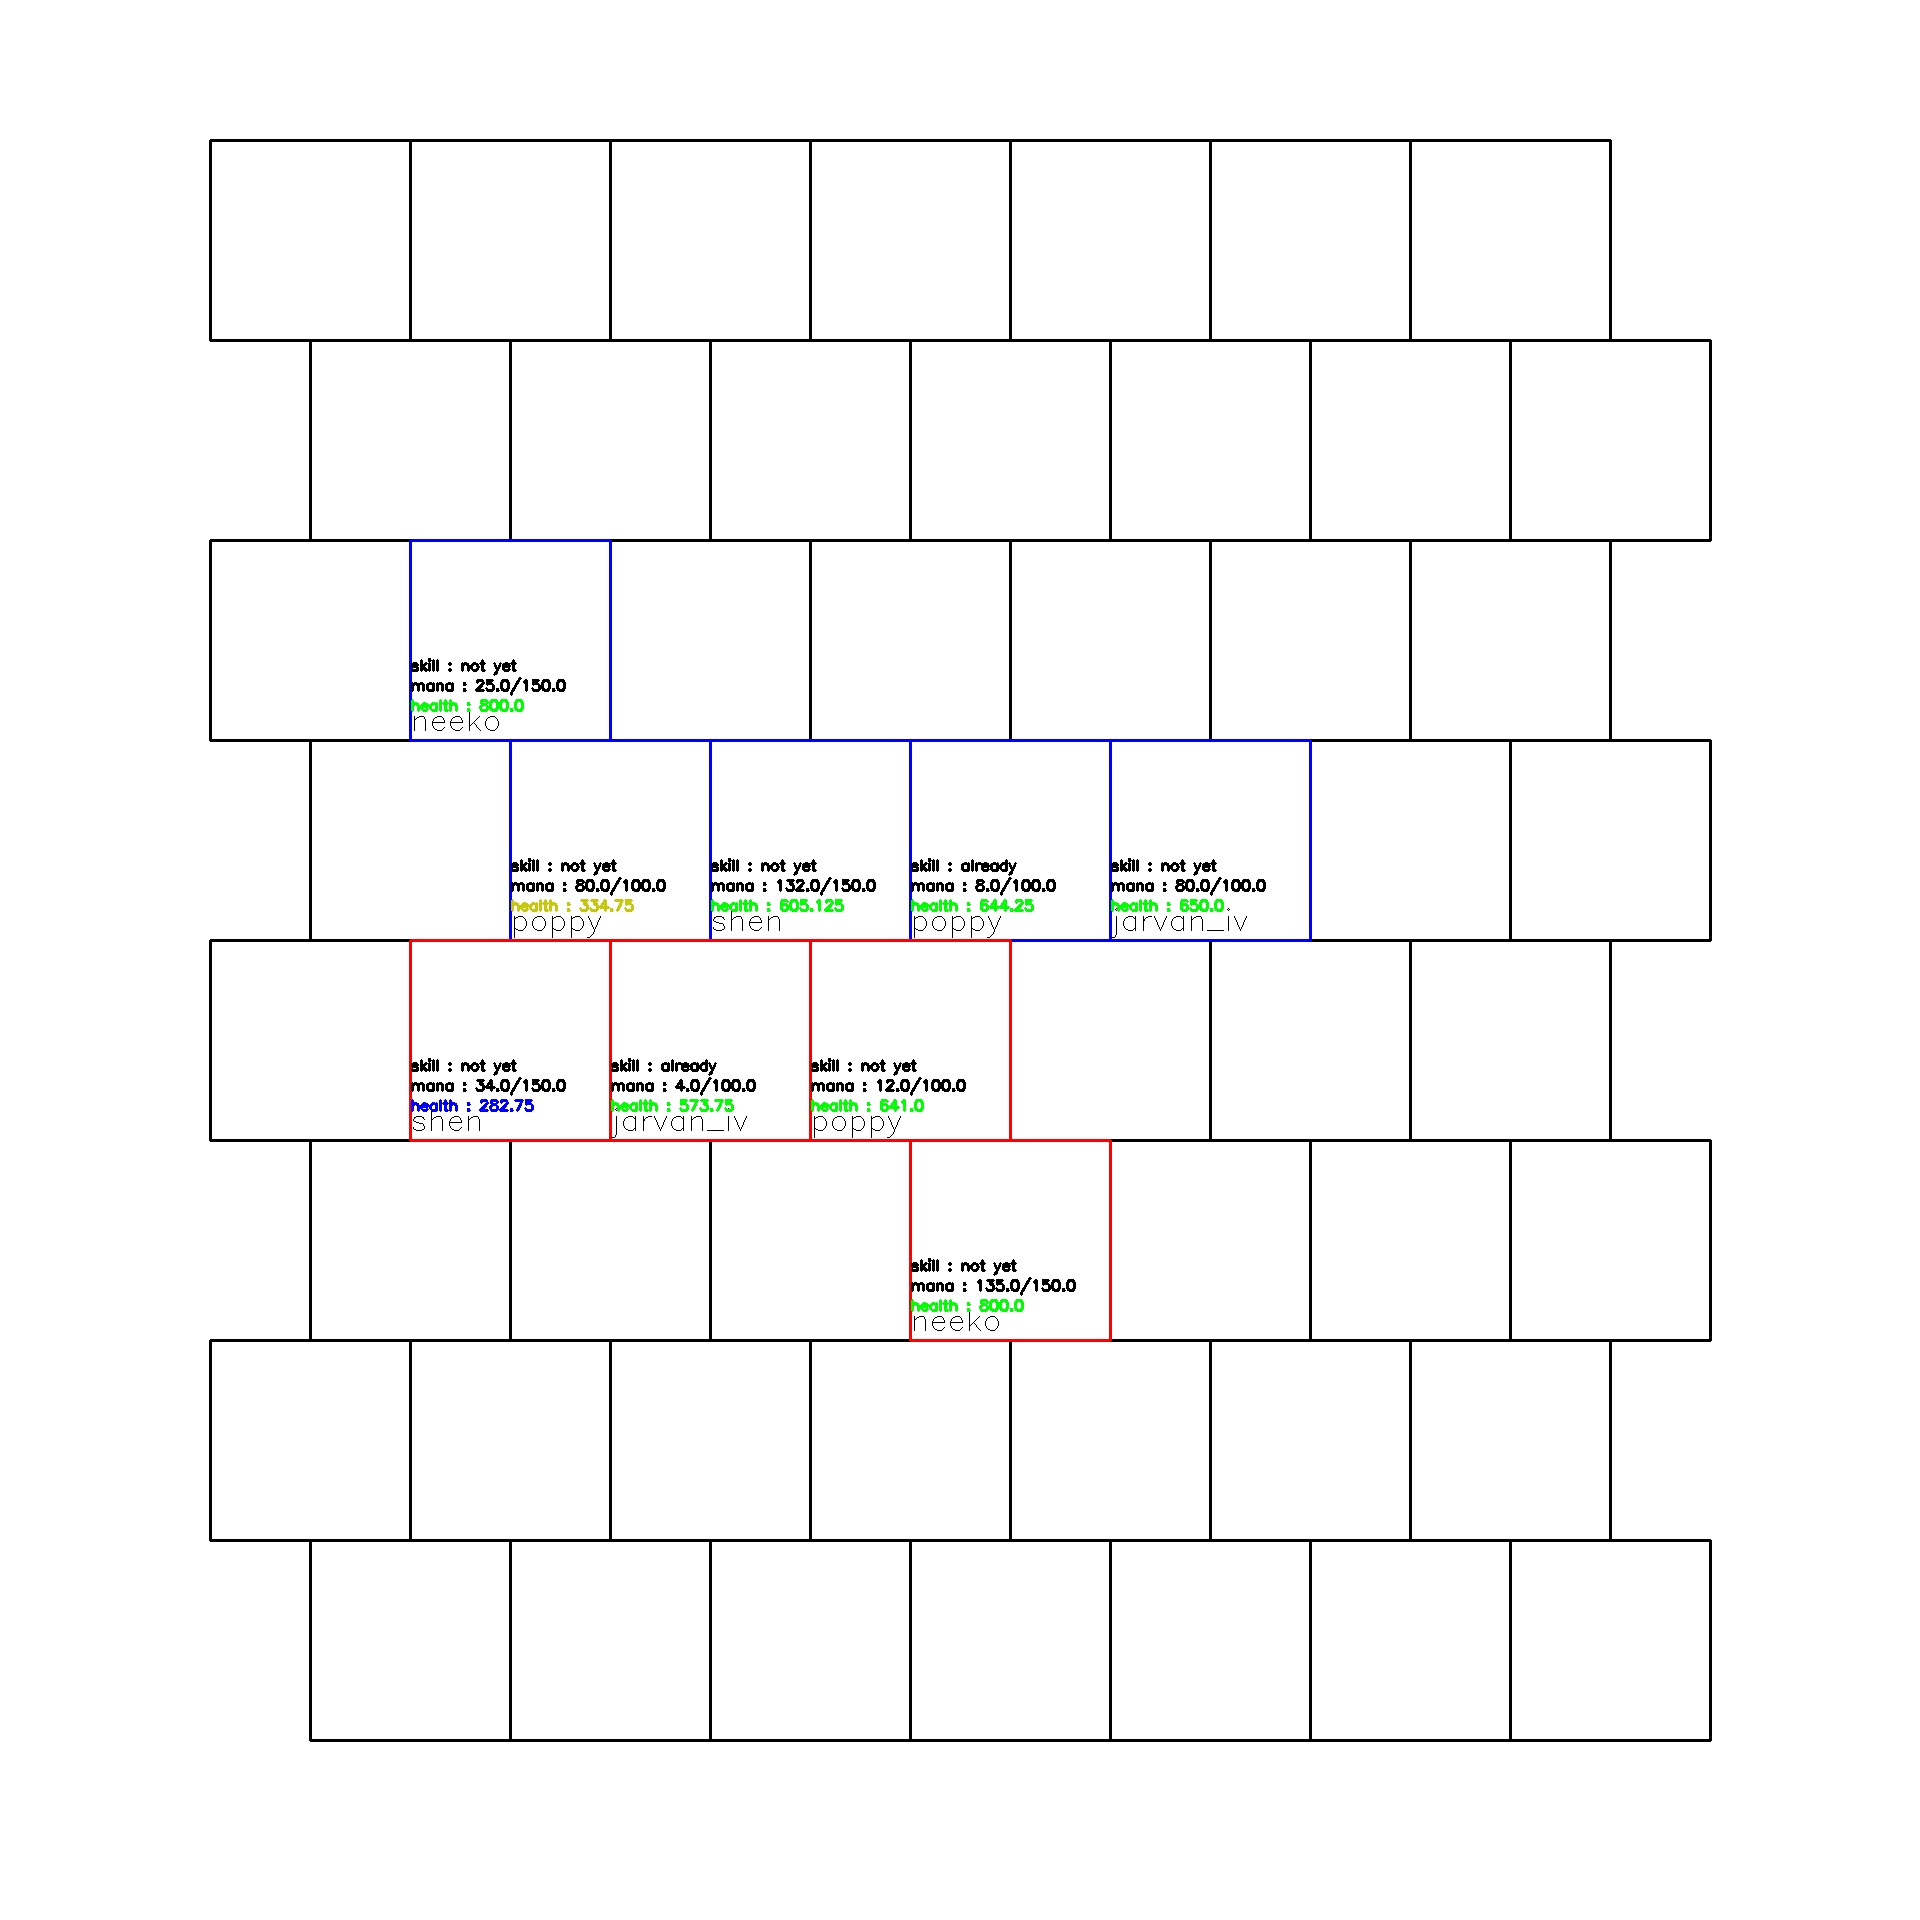 skill : not yet
mana : 25.0/150.0
health : 800.0
neeko
skill : not yet
mana : 80.0/100.0
health : 334.75
poppy
skill : not yet
mana : 132.0/150.0
health : 605.125
shen
skill : already
mana : 8.0/100.0
health : 644.25
poppy
skill : not yet
mana : 80.0/100.0
health : 650.0
jarvan_iv
skill : not yet
mana : 34.0/150.0
health : 282.75
shen
skill : already
mana : 4.0/100.0
health : 573.75
jarvan_iv
skill : not yet
mana : 12.0/100.0
health : 641.0
poppy
skill : not yet
mana : 135.0/150.0
health : 800.0
neeko